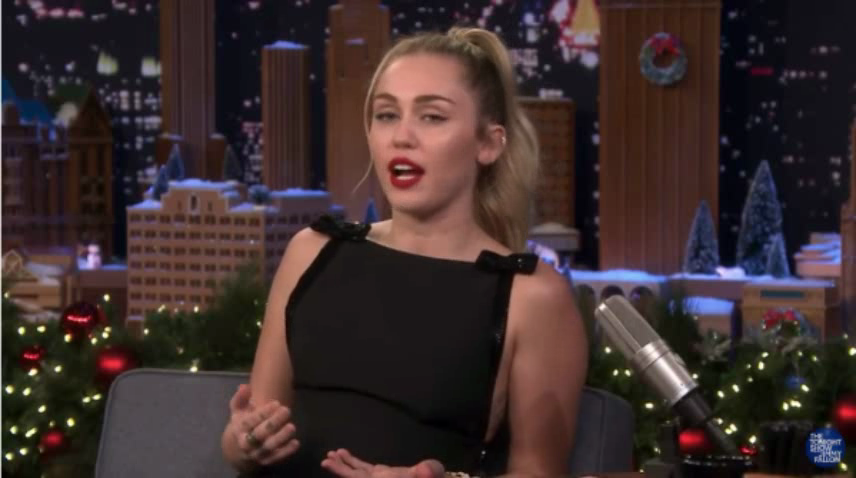 THE
TONIGHT
SHOW
JIMMY
FALLON